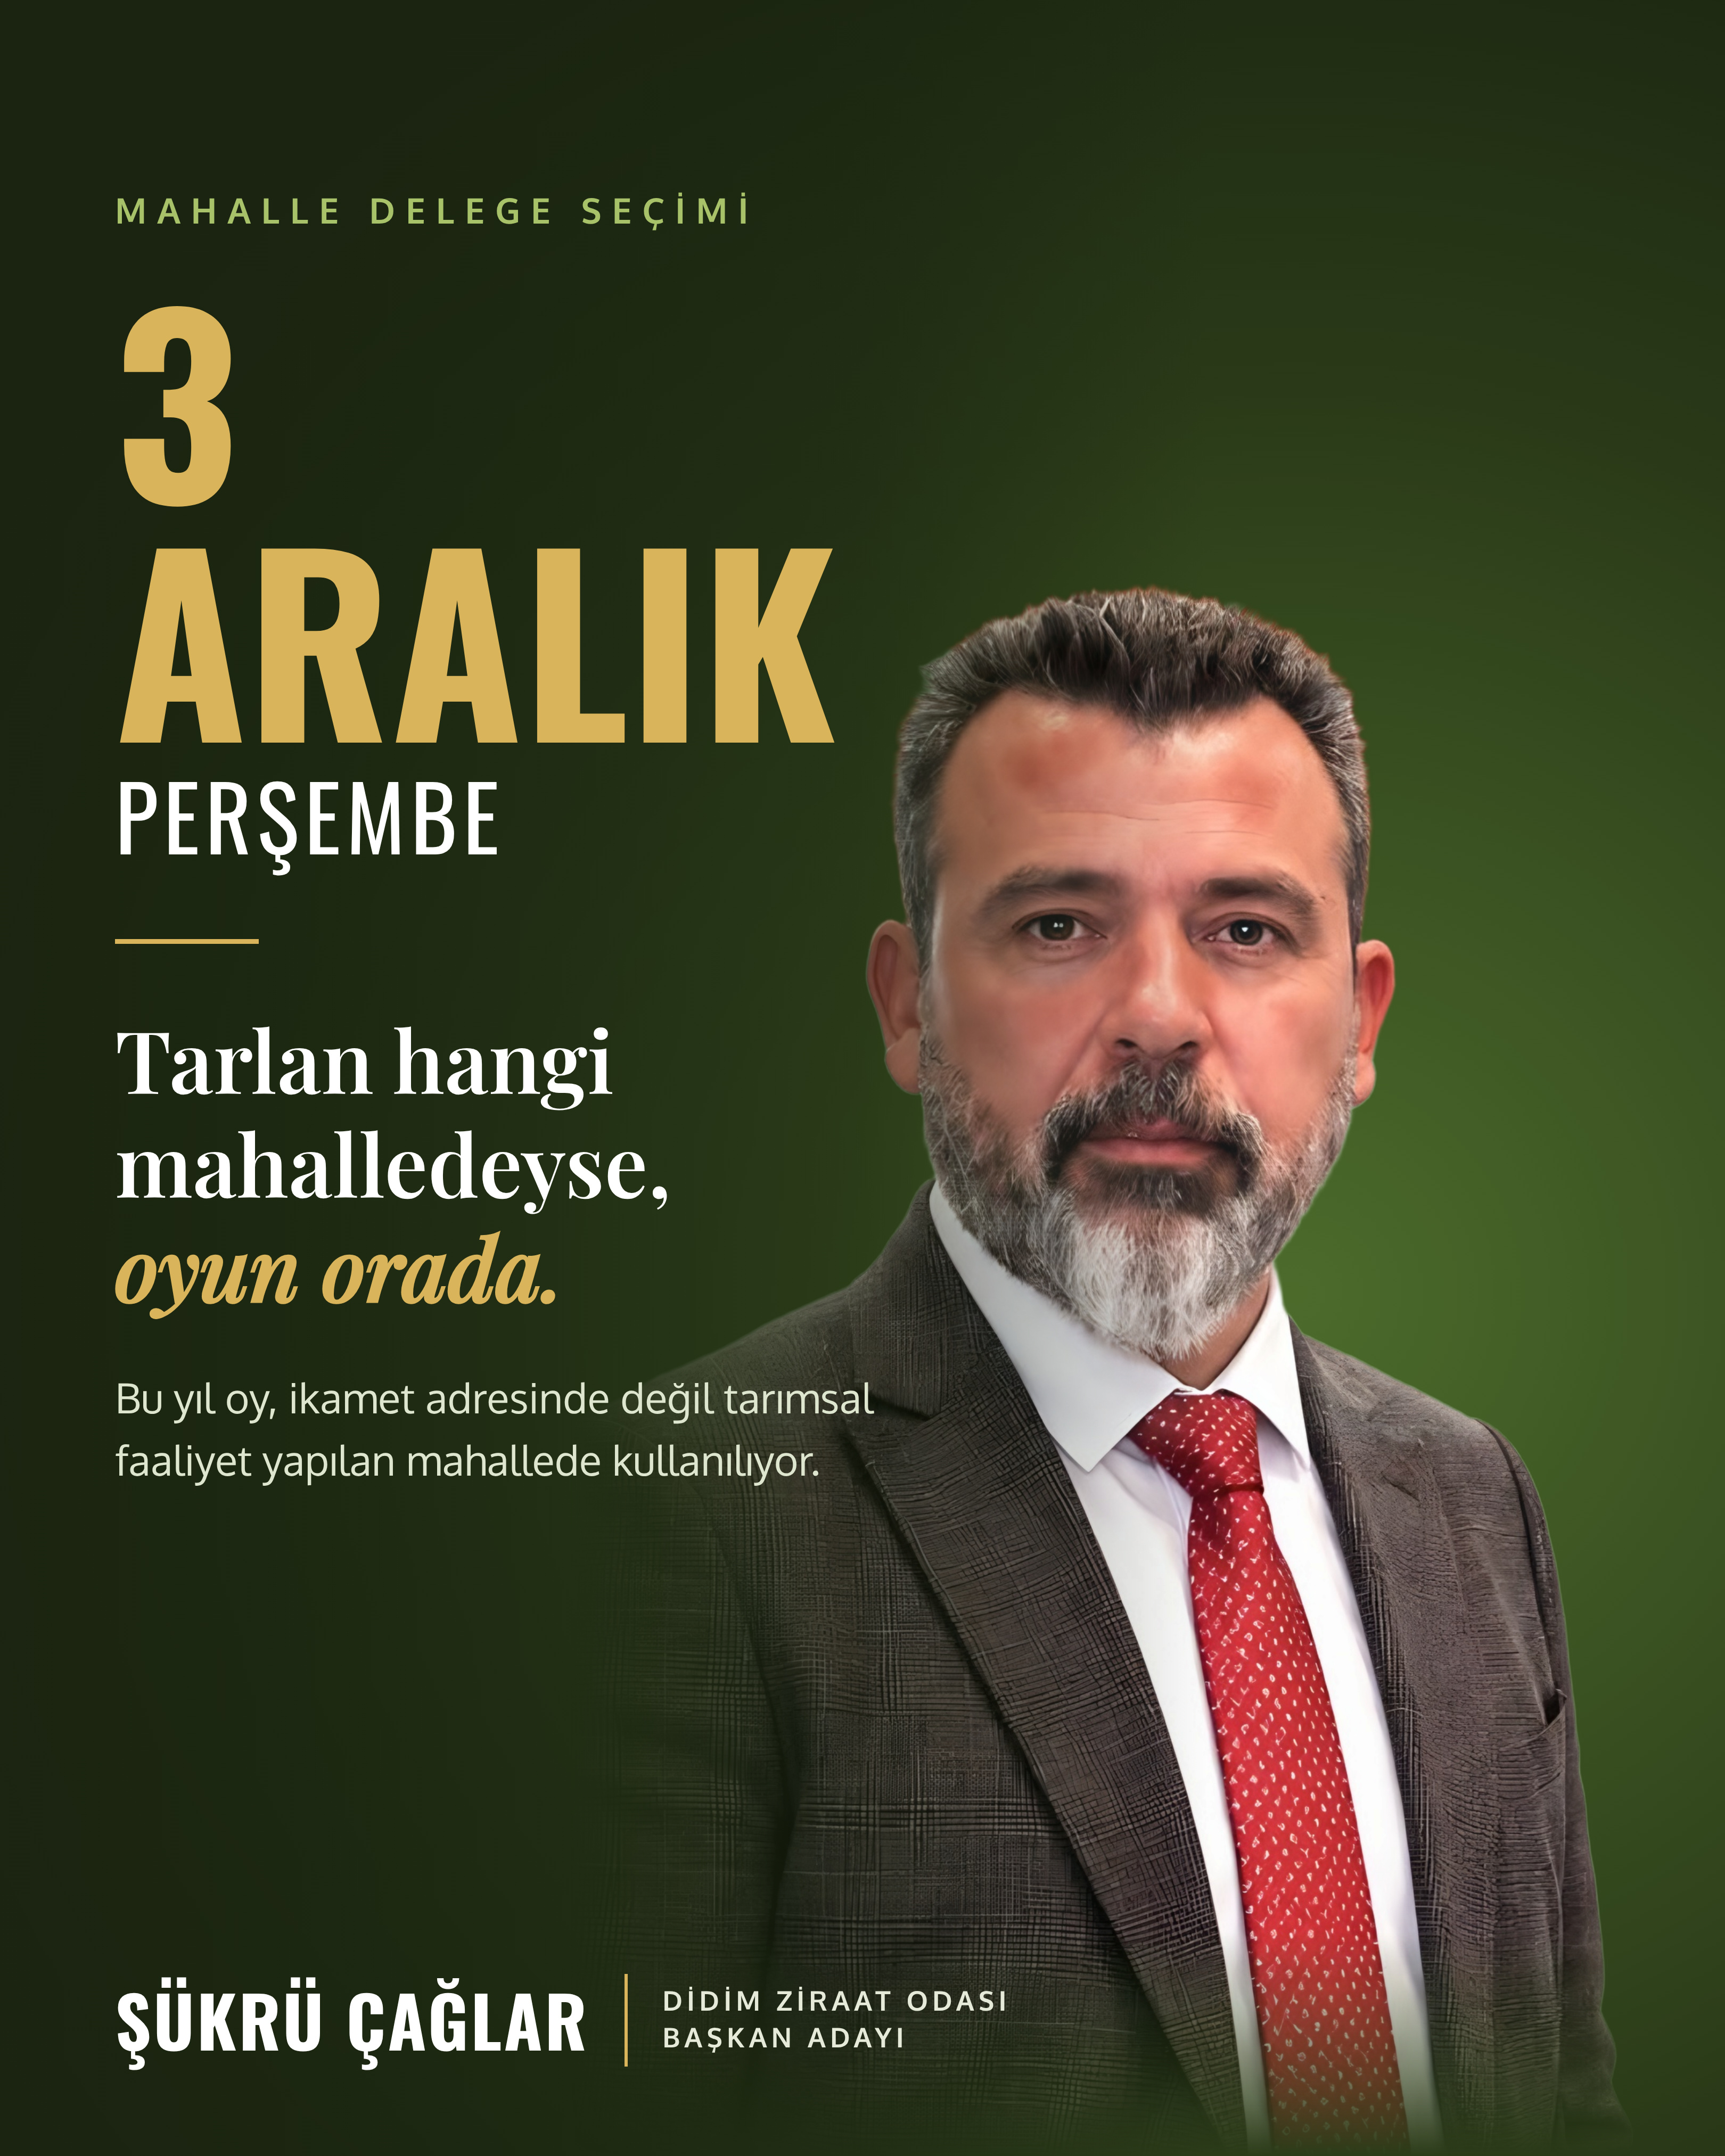 MAHALLE DELEGE SEÇİMİ
3
ARALIK
PERŞEMBE
Tarlan hangi
mahalledeyse,
oyun orada.
Bu yıl oy, ikamet adresinde değil tarımsal
faaliyet yapılan mahallede kullanılıyor.
ŞÜKRÜ ÇAĞLAR
DİDİM ZİRAAT ODASI
BAŞKAN ADAYI